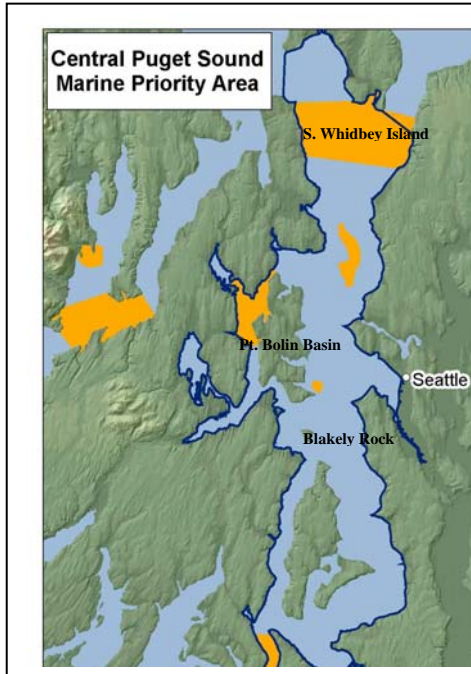 Central Puget Sound
Marine Priority Area
S. Whidbey Island
Pt. Bolin Basin
Seattle
Blakely Rock